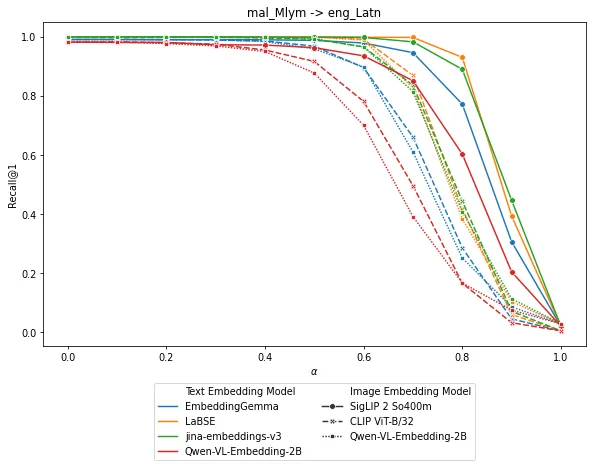 mal_Mlym -> eng_Latn
Recall@1
1.0
0.8
0.6
0.4
0.2
0.0
0.0 0.2 0.4 0.6 0.8 1.0
α
Text Embedding Model
EmbeddingGemma
LaBSE
jina-embeddings-v3
Qwen-VL-Embedding-2B
Image Embedding Model
SigLIP 2 So400m
CLIP ViT-B/32
Qwen-VL-Embedding-2B